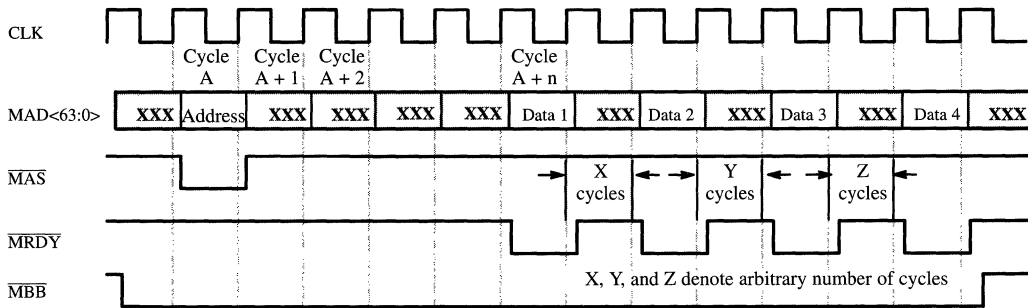 CLK
Cycle A
Cycle A + 1
Cycle A + 2
Cycle A + n
MAD<63:0>
XXX Address XXX XXX XXX XXX Data 1 XXX Data 2 XXX Data 3 XXX Data 4 XXX
MAS
X cycles
Y cycles
Z cycles
MRDY
X, Y, and Z denote arbitrary number of cycles
MBB